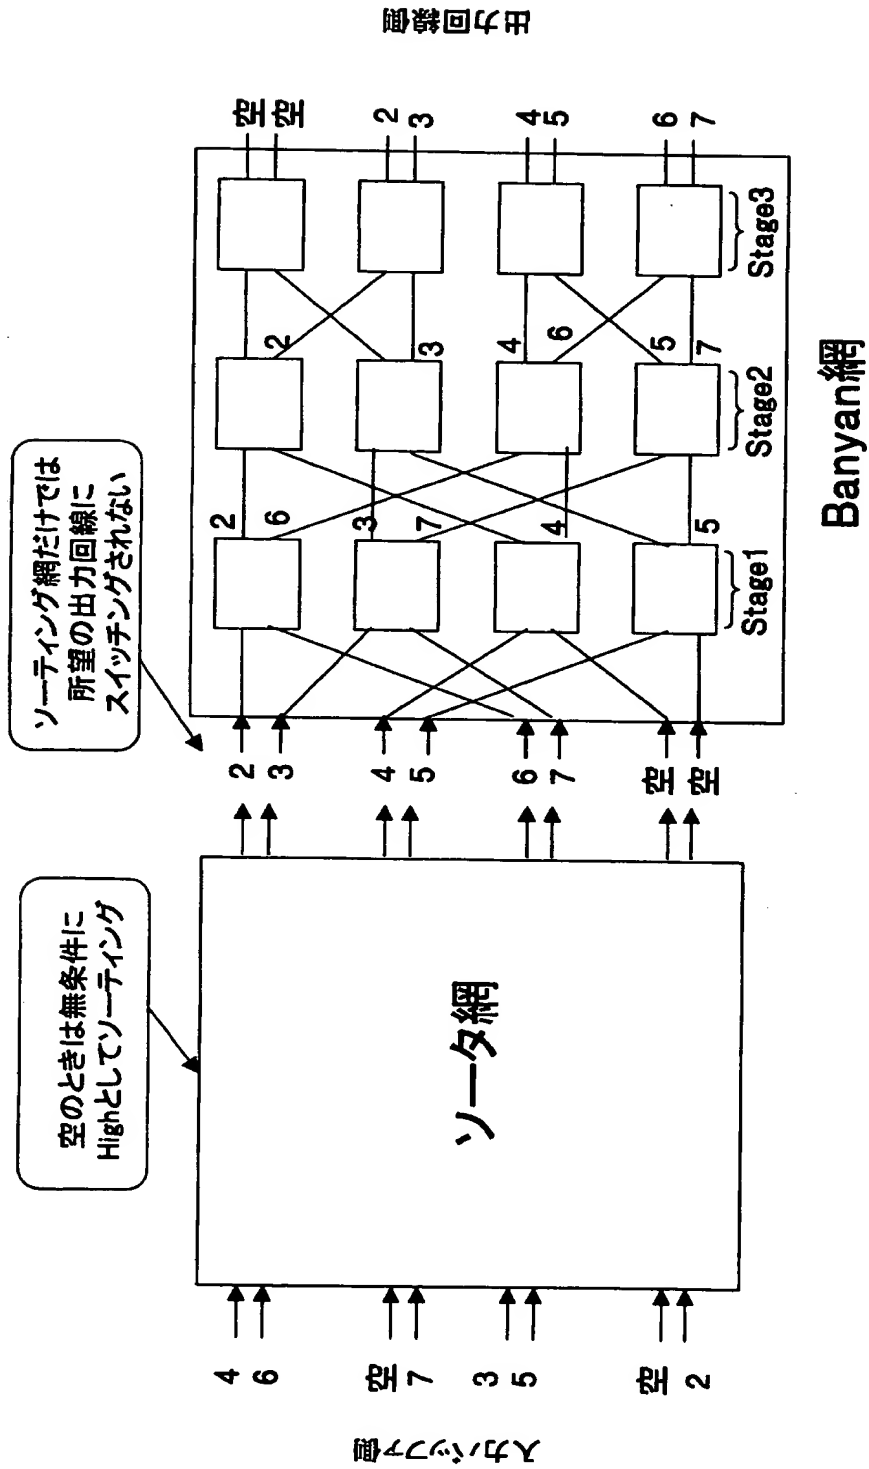 入力バッファ側
4
6
空
7
3
5
空
2
空のときは無条件に
Highとしてソーティング
ソータ網
ソーティング網だけでは
所望の出力回線に
スイッチングされない
2
3
4
5
6
7
空
空
2
6
3
7
4
5
Stage1
2
3
4
6
5
7
Stage2
Stage3
空
空
2
3
4
5
6
7
出力回線側
Banyan網